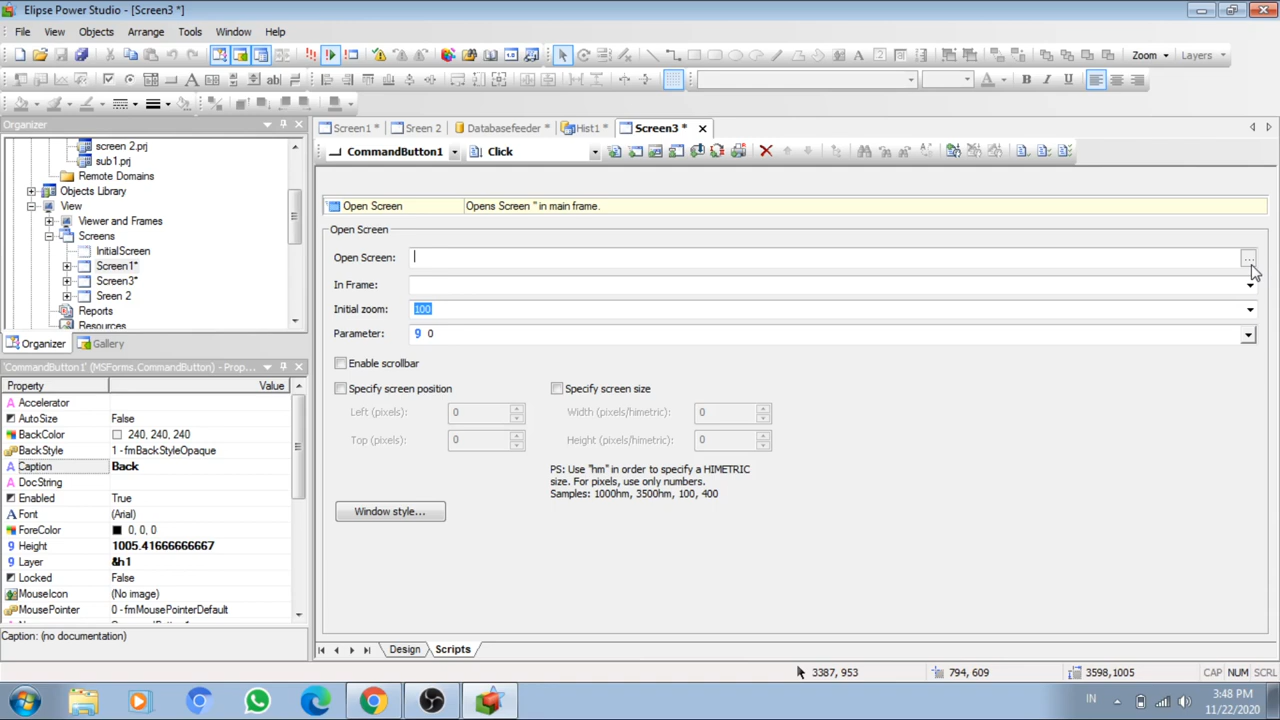 Elipse Power Studio - [Screen3 *]
File View Objects Arrange Tools Window Help
Zoom Layers
Organizer
Screen1 * Sreen 2 Databasefeeder * Hist1 * Screen3 *
CommandButton1 Click
screen 2.prj
sub1.prj
Remote Domains
Objects Library
View
Viewer and Frames
Screens
InitialScreen
Screen1*
Screen3*
Sreen 2
Reports
Resources
Organizer Gallery
Open Screen Opens Screen '' in main frame.
Open Screen
Open Screen: ...
In Frame:
Initial zoom: 100
Parameter: 9 0
Enable scrollbar
Specify screen position Specify screen size
Left (pixels): 0 Width (pixels/himetric): 0
Top (pixels): 0 Height (pixels/himetric): 0
PS: Use "hm" in order to specify a HIMETRIC
size. For pixels, use only numbers.
Samples: 1000hm, 3500hm, 100, 400
Window style...
'CommandButton1' (MSForms.CommandButton) - Prop...
Property Value
Accelerator
AutoSize False
BackColor 240, 240, 240
BackStyle 1 - fmBackStyleOpaque
Caption Back
DocString
Enabled True
Font (Arial)
ForeColor 0, 0, 0
Height 1005.41666666667
Layer &h1
Locked False
MouseIcon (No image)
MousePointer 0 - fmMousePointerDefault
Caption: (no documentation)
Design Scripts
3387, 953 794, 609 3598,1005 CAP NUM SCRL
IN 3:48 PM
11/22/2020